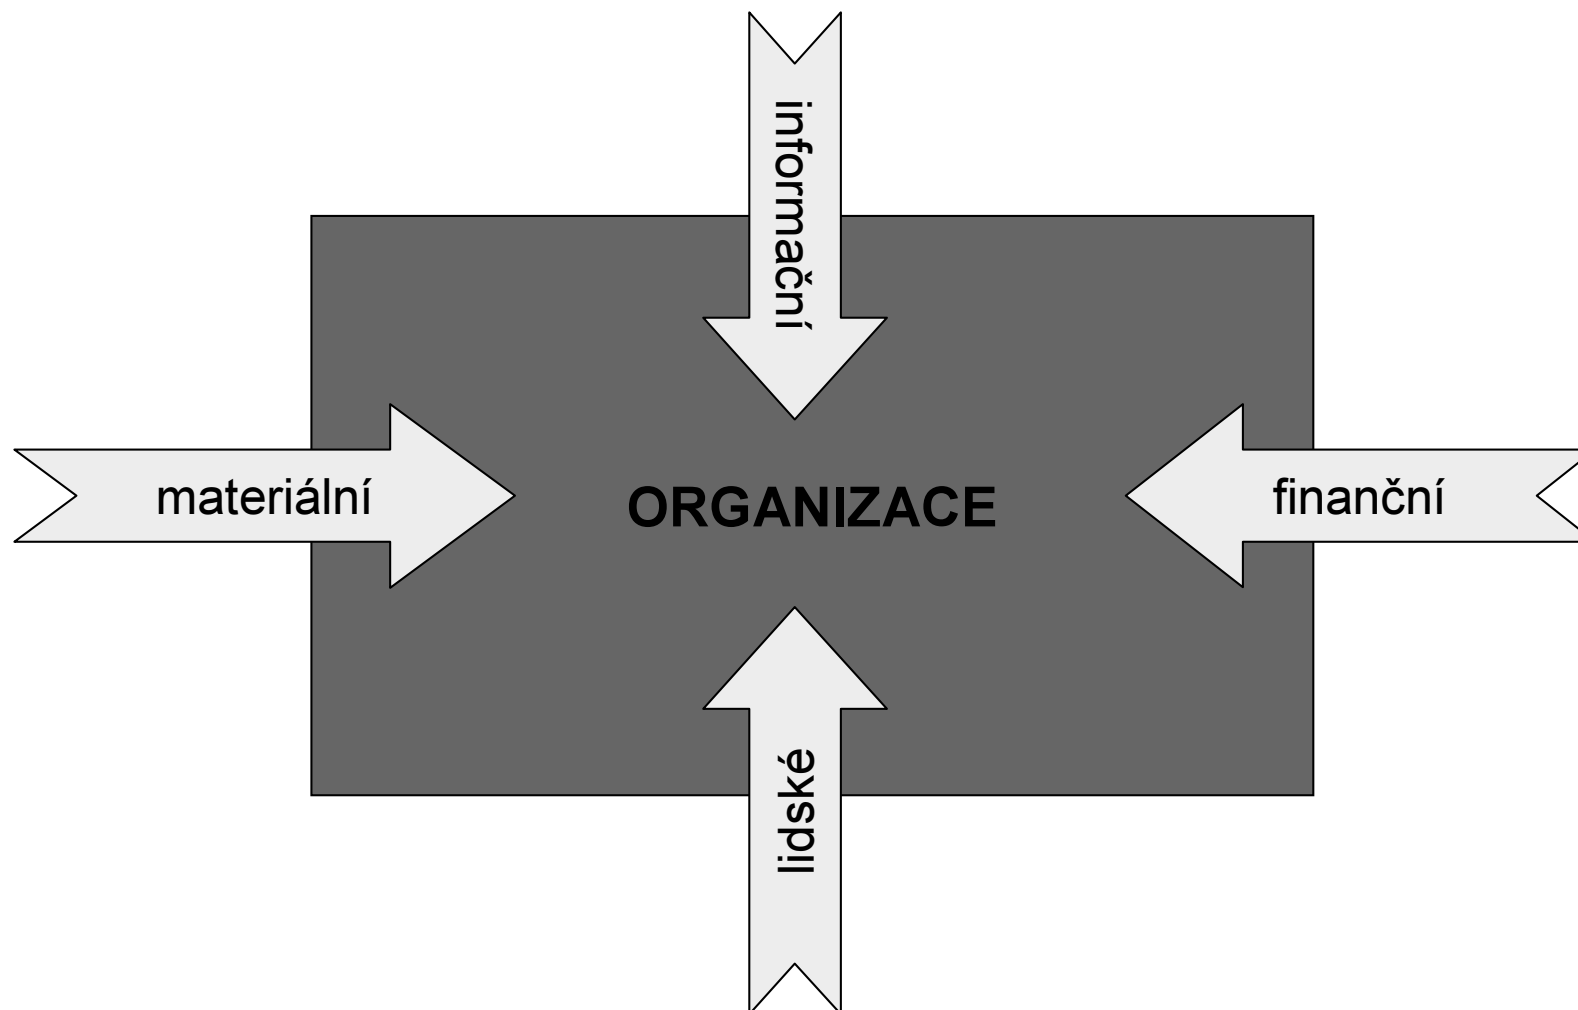 informační
materiální
ORGANIZACE
finanční
lidské